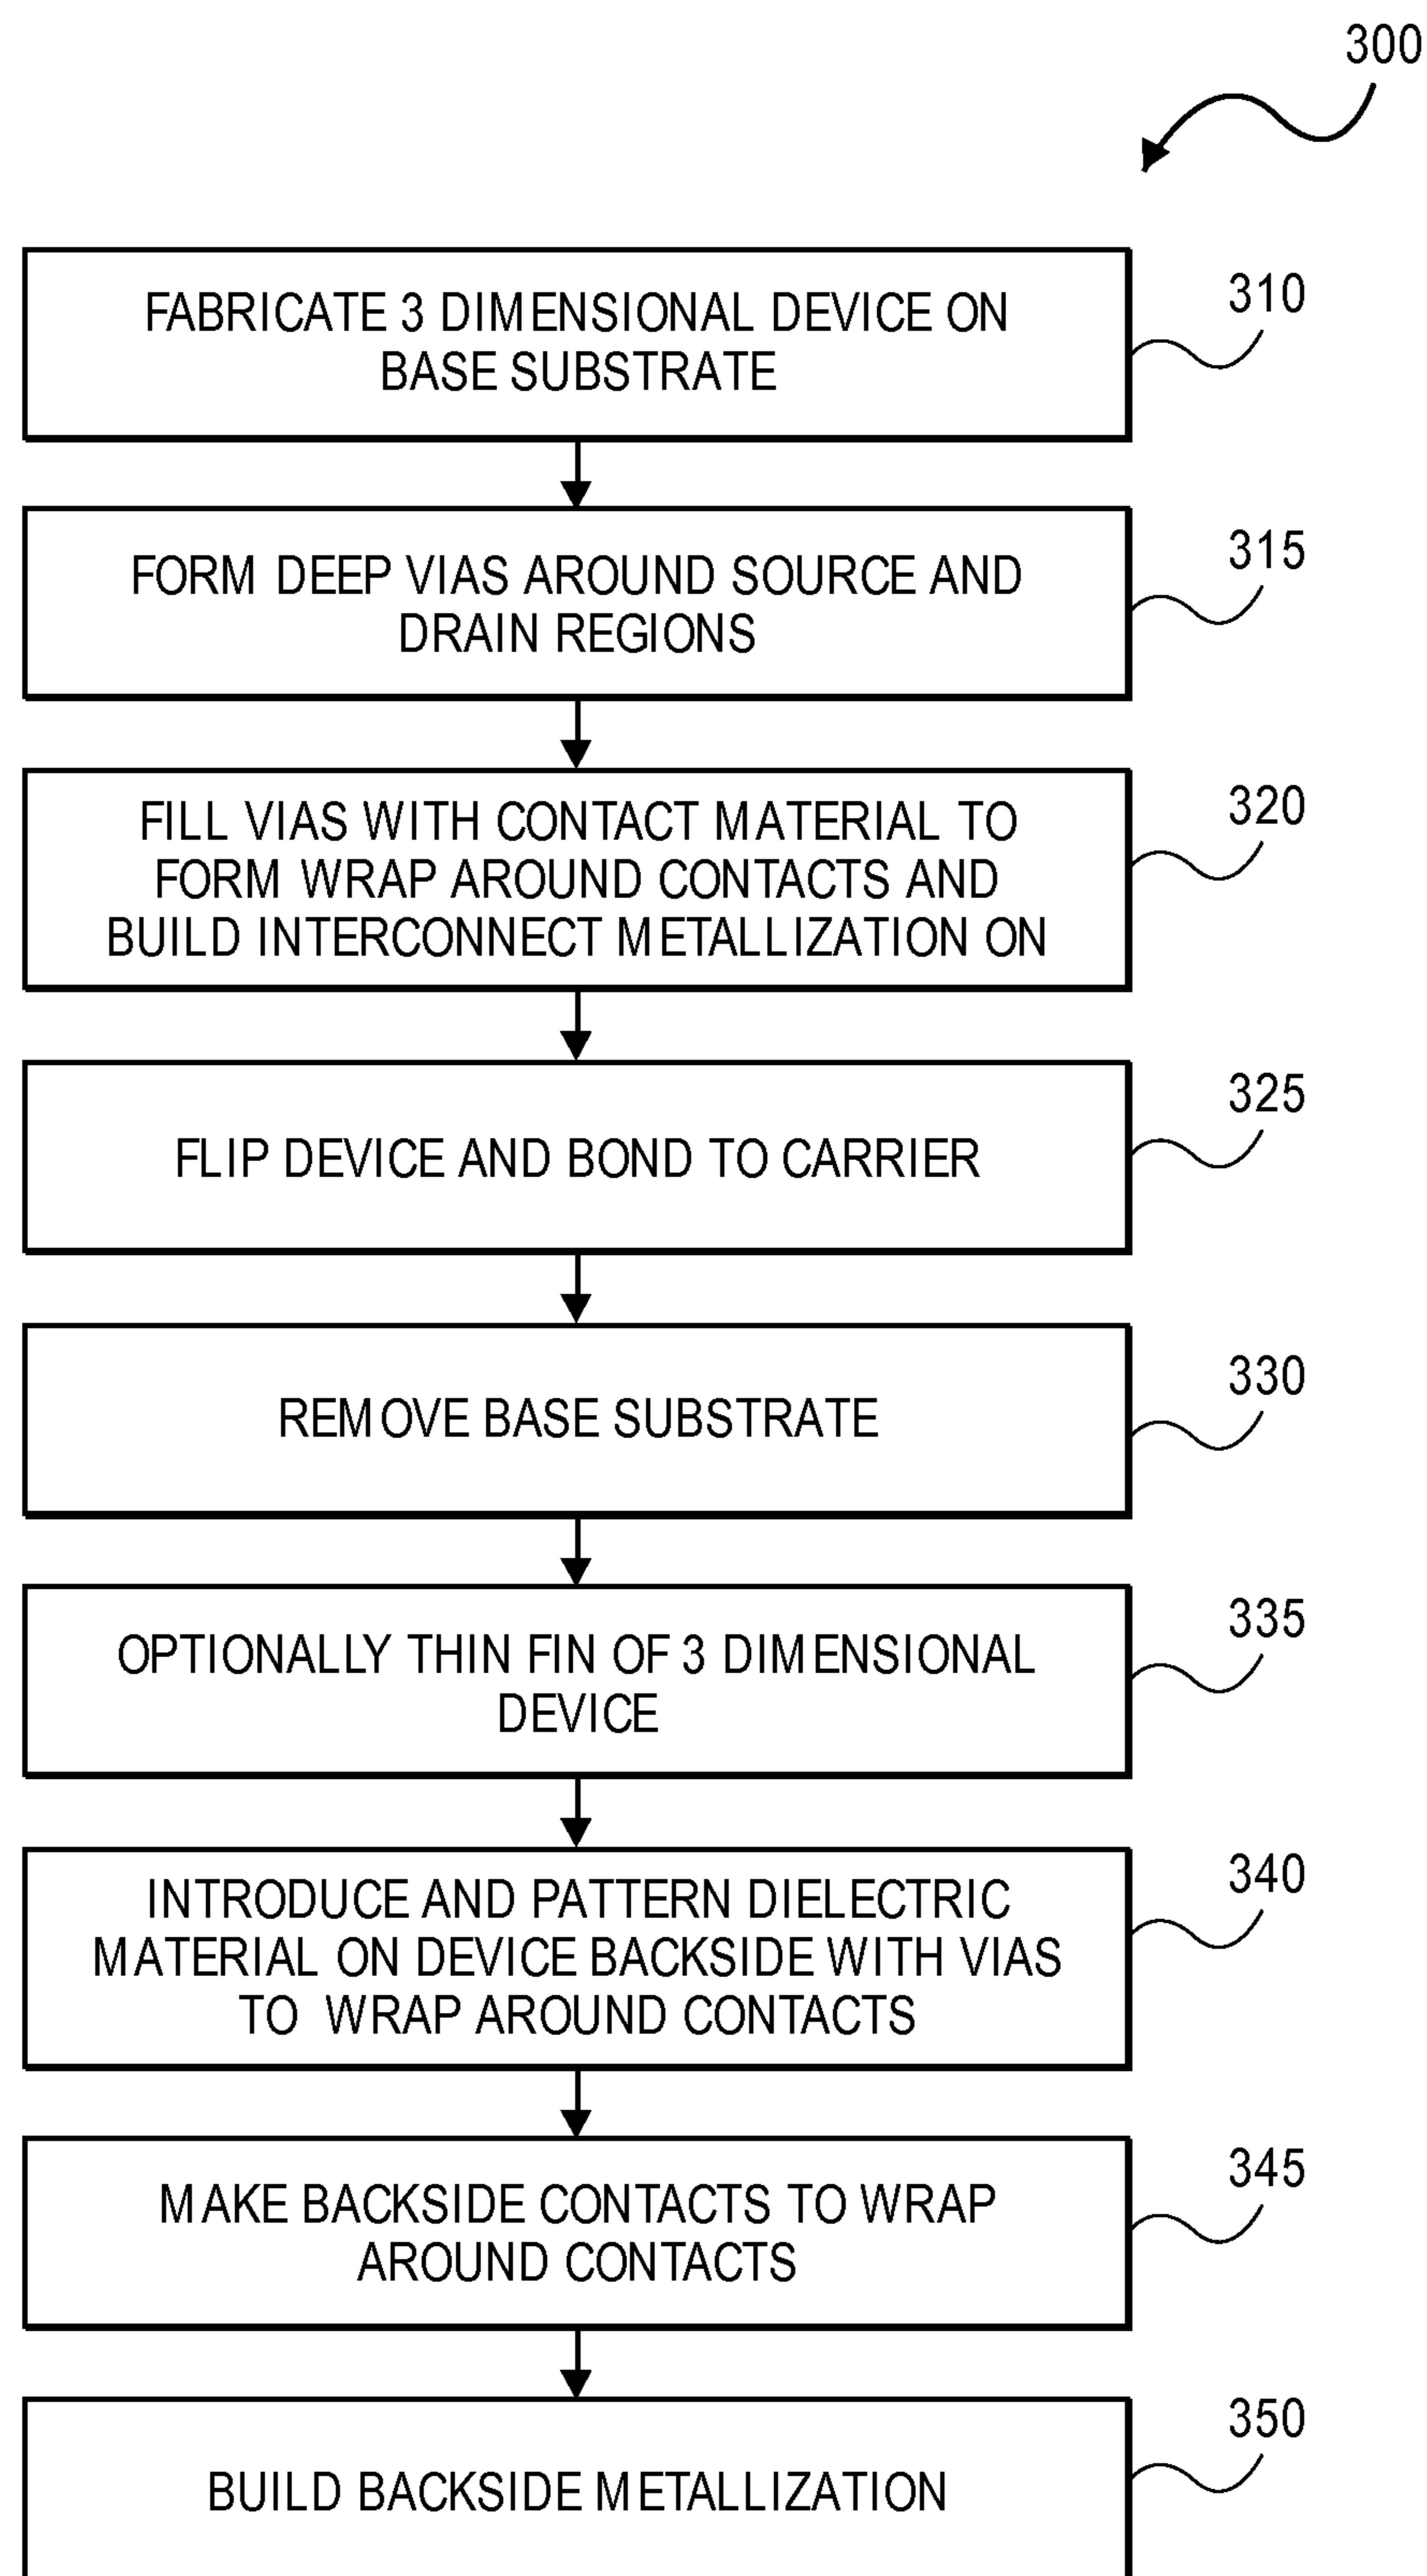 300
FABRICATE 3 DIMENSIONAL DEVICE ON
BASE SUBSTRATE
310
FORM DEEP VIAS AROUND SOURCE AND
DRAIN REGIONS
315
FILL VIAS WITH CONTACT MATERIAL TO
FORM WRAP AROUND CONTACTS AND
BUILD INTERCONNECT METALLIZATION ON
320
FLIP DEVICE AND BOND TO CARRIER
325
REMOVE BASE SUBSTRATE
330
OPTIONALLY THIN FIN OF 3 DIMENSIONAL
DEVICE
335
INTRODUCE AND PATTERN DIELECTRIC
MATERIAL ON DEVICE BACKSIDE WITH VIAS
TO WRAP AROUND CONTACTS
340
MAKE BACKSIDE CONTACTS TO WRAP
AROUND CONTACTS
345
BUILD BACKSIDE METALLIZATION
350